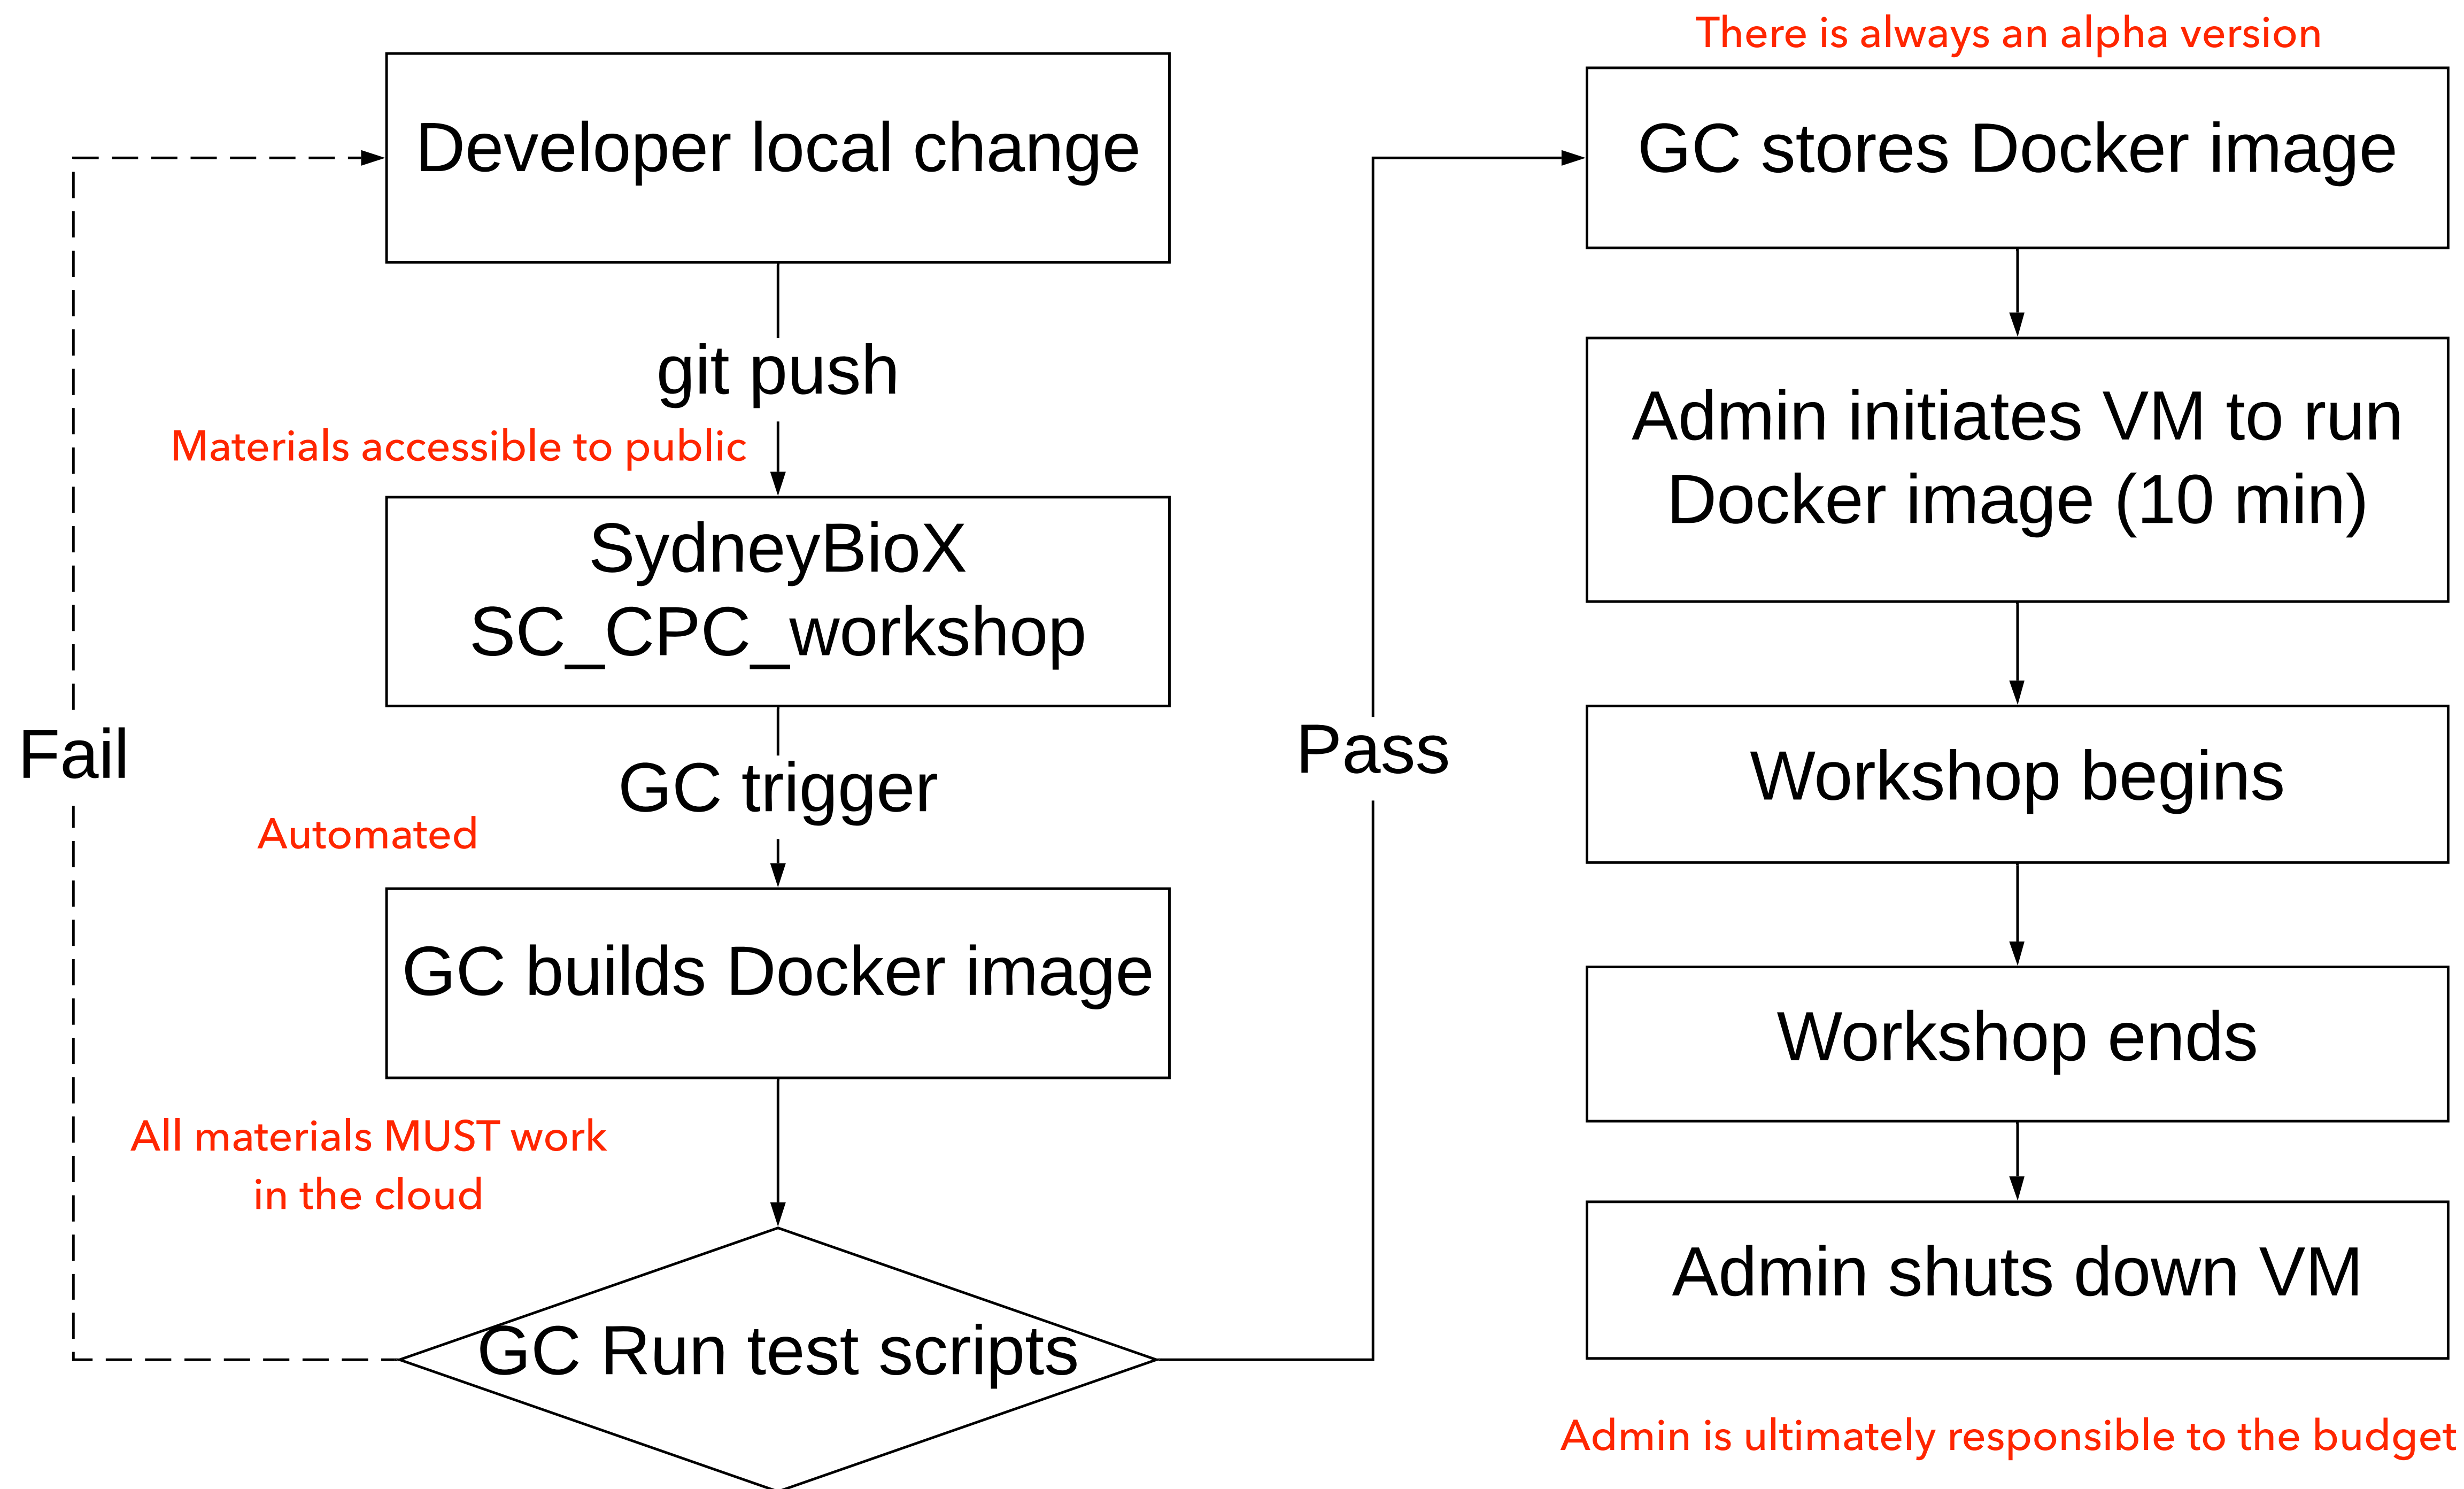 Developer local change
git push
Materials accessible to public
SydneyBioX
SC_CPC_workshop
GC trigger
Automated
GC builds Docker image
All materials MUST work
in the cloud
GC Run test scripts
Fail
Pass
There is always an alpha version
GC stores Docker image
Admin initiates VM to run
Docker image (10 min)
Workshop begins
Workshop ends
Admin shuts down VM
Admin is ultimately responsible to the budget